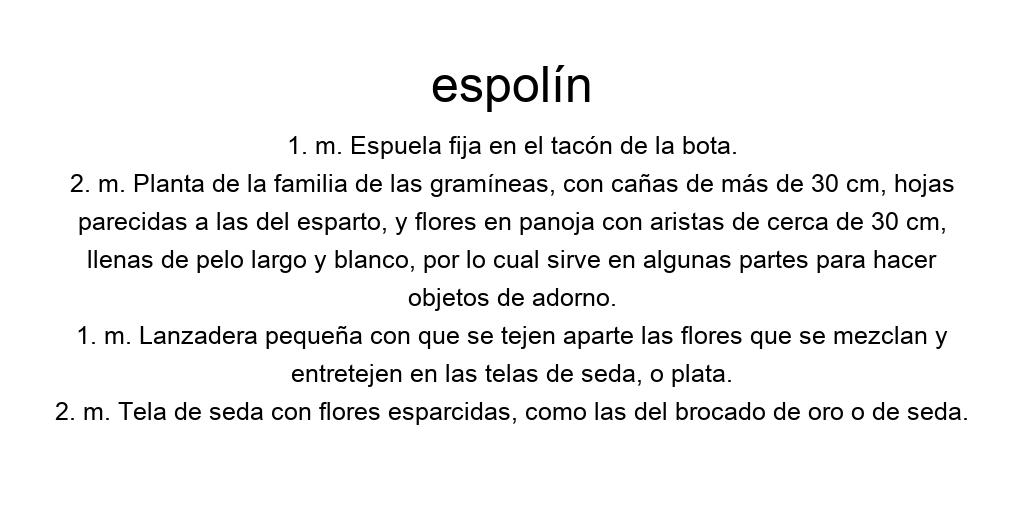 espolín
1. m. Espuela fija en el tacón de la bota.
2. m. Planta de la familia de las gramíneas, con cañas de más de 30 cm, hojas
parecidas a las del esparto, y flores en panoja con aristas de cerca de 30 cm,
llenas de pelo largo y blanco, por lo cual sirve en algunas partes para hacer
objetos de adorno.
1. m. Lanzadera pequeña con que se tejen aparte las flores que se mezclan y
entretejen en las telas de seda, o plata.
2. m. Tela de seda con flores esparcidas, como las del brocado de oro o de seda.